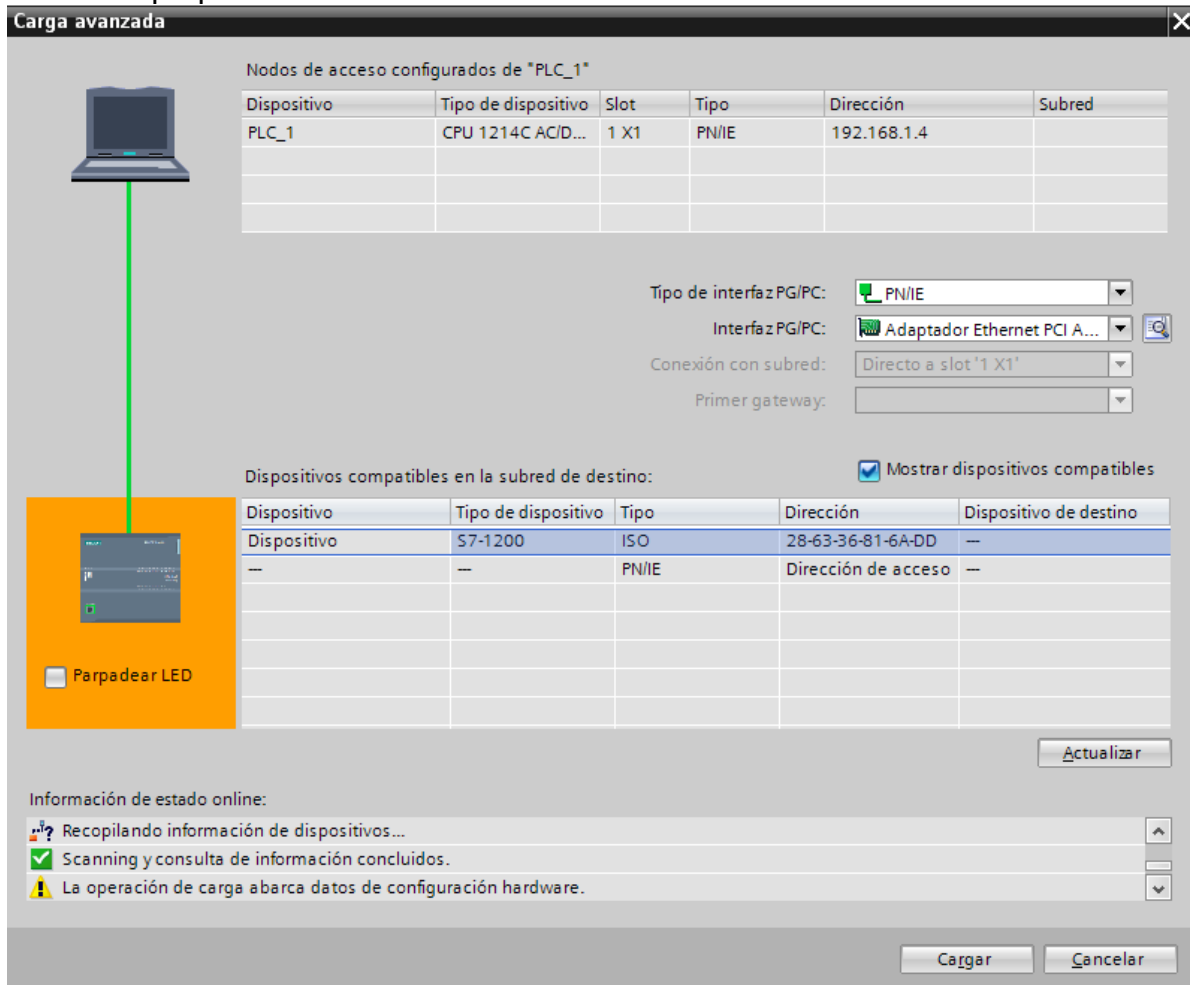 Carga avanzada
Nodos de acceso configurados de "PLC_1"
Dispositivo Tipo de dispositivo Slot Tipo Dirección Subred
PLC_1 CPU 1214C AC/D... 1 X1 PN/IE 192.168.1.4
Tipo de interfaz PG/PC: PN/IE
Interfaz PG/PC: Adaptador Ethernet PCI A...
Conexión con subred: Directo a slot '1 X1'
Primer gateway:
Dispositivos compatibles en la subred de destino: Mostrar dispositivos compatibles
Dispositivo Tipo de dispositivo Tipo Dirección Dispositivo de destino
Dispositivo S7-1200 ISO 28-63-36-81-6A-DD —
— — PN/IE Dirección de acceso —
Parpadear LED
Actualizar
Información de estado online:
Recopilando información de dispositivos...
Scanning y consulta de información concluidos.
La operación de carga abarca datos de configuración hardware.
Cargar Cancelar